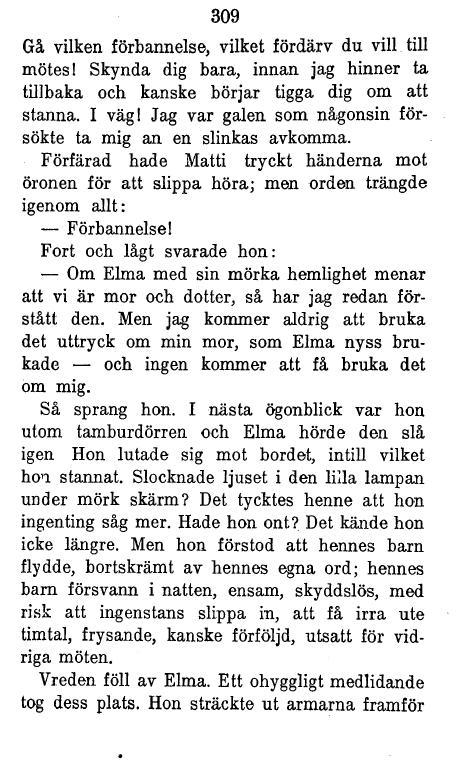 309
Gå vilken förbannelse, vilket fördärv du vill till
mötes! Skynda dig bara, innan jag hinner ta
tillbaka och kanske börjar tigga dig om att
stanna. I väg! Jag var galen som någonsin för-
sökte ta mig an en slinkas avkomma.
Förfärad hade Matti tryckt händerna mot
öronen för att slippa höra; men orden trängde
igenom allt:
— Förbannelse!
Fort och lågt svarade hon:
— Om Elma med sin mörka hemlighet menar
att vi är mor och dotter, så har jag redan för-
stått den. Men jag kommer aldrig att bruka
det uttryck om min mor, som Elma nyss bru-
kade — och ingen kommer att få bruka det
om mig.
Så sprang hon. I nästa ögonblick var hon
utom tamburdörren och Elma hörde den slå
igen Hon lutade sig mot bordet, intill vilket
hon stannat. Slocknade ljuset i den lilla lampan
under mörk skärm? Det tycktes henne att hon
ingenting såg mer. Hade hon ont? Det kände hon
icke längre. Men hon förstod att hennes barn
flydde, bortskrämt av hennes egna ord; hennes
barn försvann i natten, ensam, skyddslös, med
risk att ingenstans slippa in, att få irra ute
timtal, frysande, kanske förföljd, utsatt för vid-
riga möten.
Vreden föll av Elma. Ett ohyggligt medlidande
tog dess plats. Hon sträckte ut armarna framför